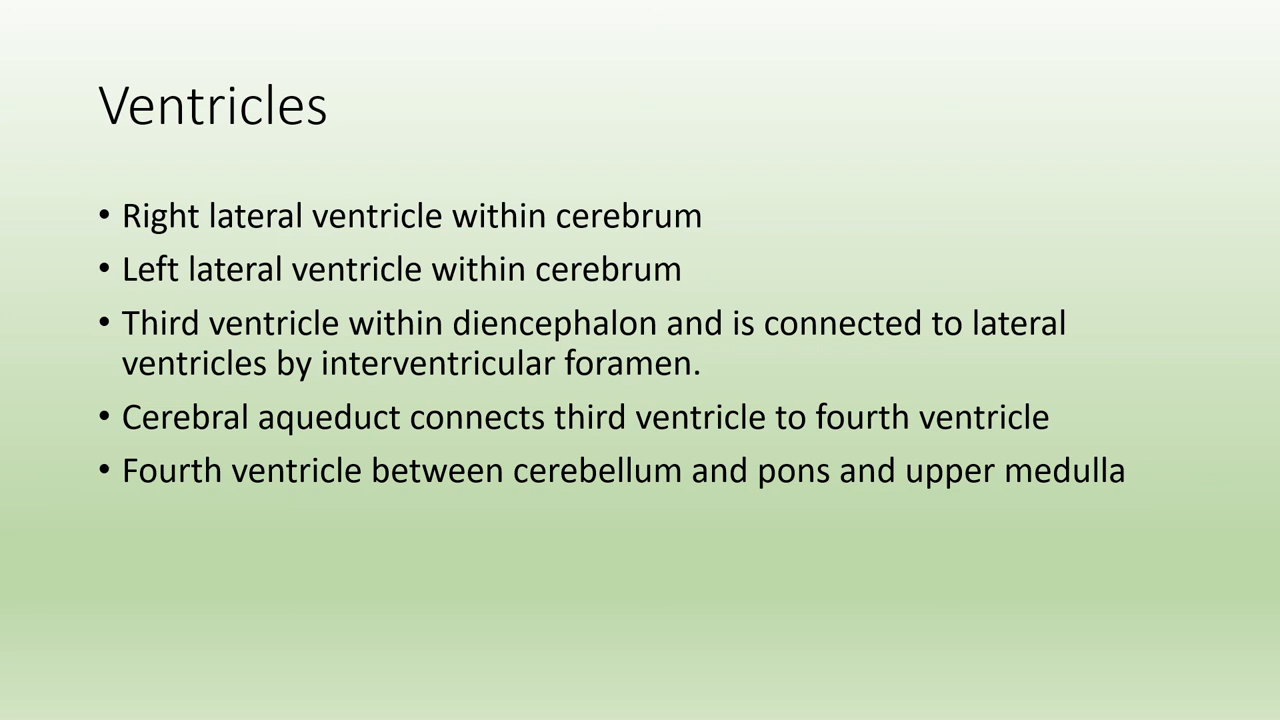 Ventricles
• Right lateral ventricle within cerebrum
• Left lateral ventricle within cerebrum
• Third ventricle within diencephalon and is connected to lateral
ventricles by interventricular foramen.
• Cerebral aqueduct connects third ventricle to fourth ventricle
• Fourth ventricle between cerebellum and pons and upper medulla